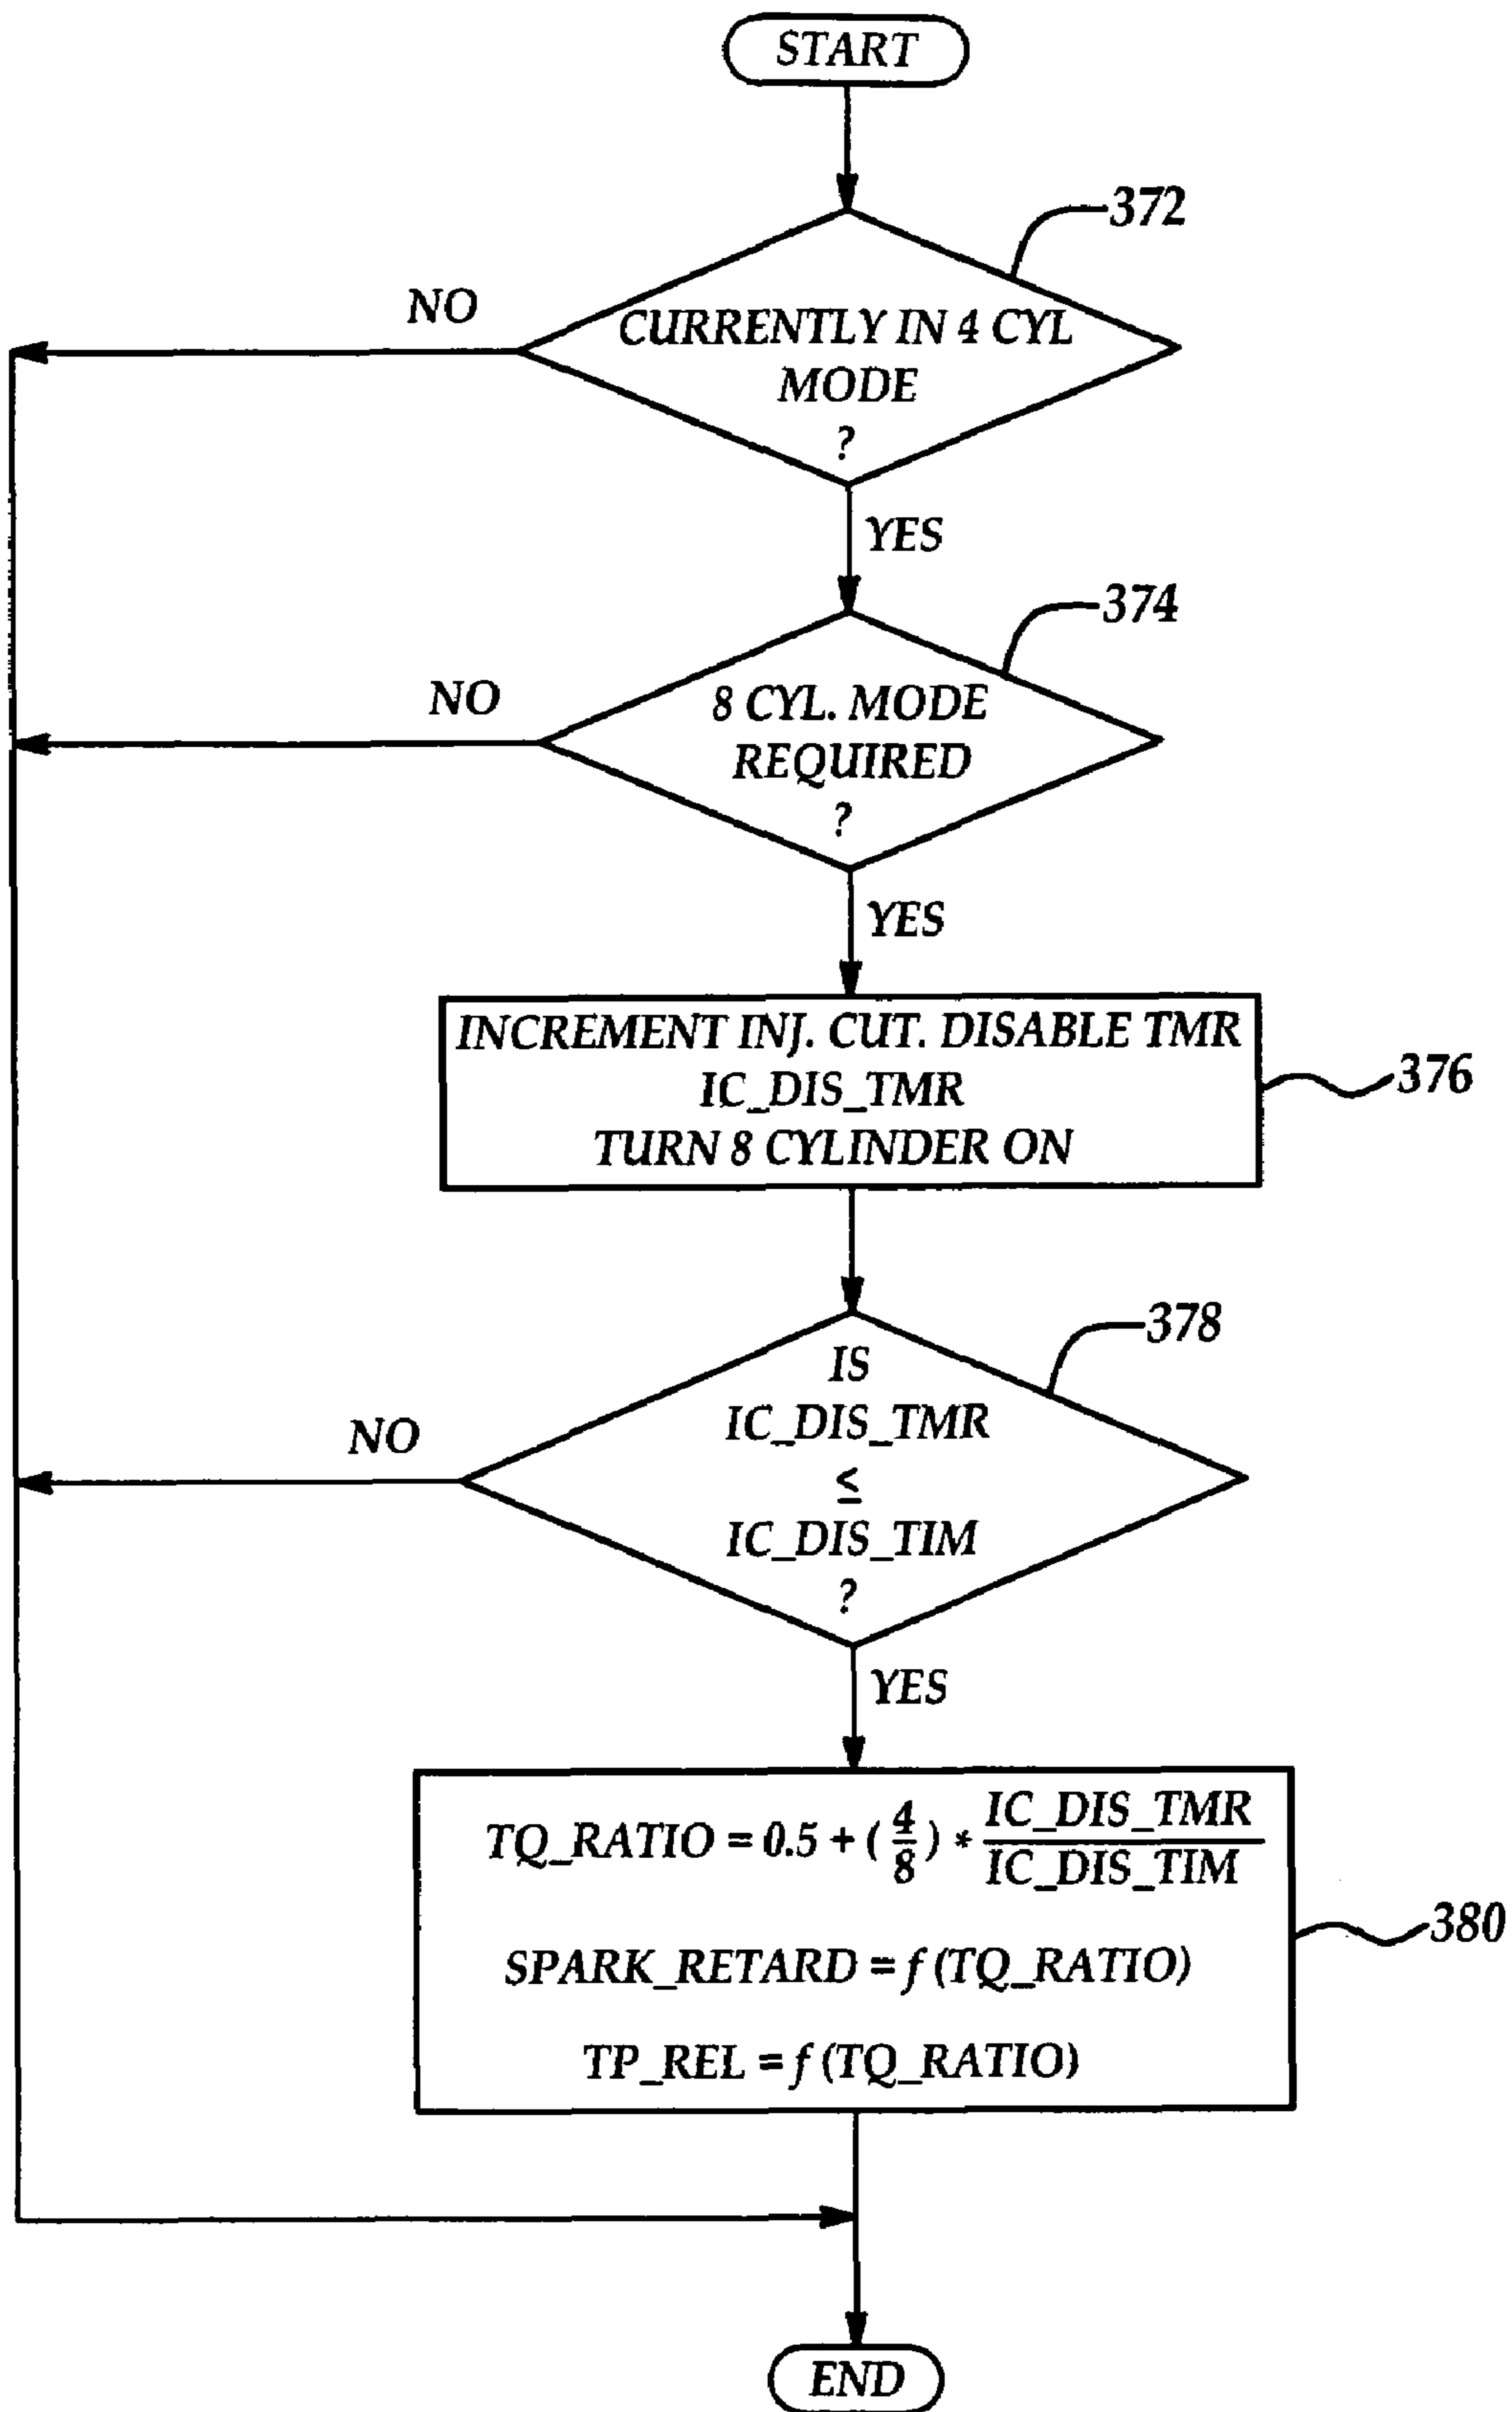 START
372
NO
CURRENTLY IN 4 CYL
MODE
?
YES
374
NO
8 CYL. MODE
REQUIRED
?
YES
INCREMENT INJ. CUT. DISABLE TMR
IC_DIS_TMR
TURN 8 CYLINDER ON
376
378
IS
IC_DIS_TMR
≤
IC_DIS_TIM
?
NO
YES
TQ_RATIO = 0.5 + (4/8) * IC_DIS_TMR/IC_DIS_TIM
SPARK_RETARD = f (TQ_RATIO)
TP_REL = f (TQ_RATIO)
380
END